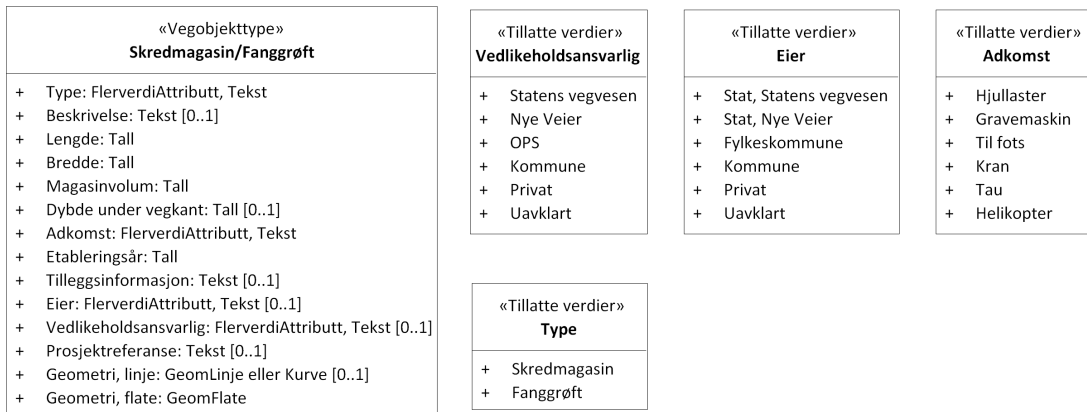 «Vegobjekttype»
Skredmagasin/Fanggrøft
+ Type: FlerverdiAttributt, Tekst
+ Beskrivelse: Tekst [0..1]
+ Lengde: Tall
+ Bredde: Tall
+ Magasinvolum: Tall
+ Dybde under vegkant: Tall [0..1]
+ Adkomst: FlerverdiAttributt, Tekst
+ Etableringsår: Tall
+ Tilleggsinformasjon: Tekst [0..1]
+ Eier: FlerverdiAttributt, Tekst [0..1]
+ Vedlikeholdsansvarlig: FlerverdiAttributt, Tekst [0..1]
+ Prosjektreferanse: Tekst [0..1]
+ Geometri, linje: GeomLinje eller Kurve [0..1]
+ Geometri, flate: GeomFlate
«Tillatte verdier»
Vedlikeholdsansvarlig
+ Statens vegvesen
+ Nye Veier
+ OPS
+ Kommune
+ Privat
+ Uavklart
«Tillatte verdier»
Eier
+ Stat, Statens vegvesen
+ Stat, Nye Veier
+ Fylkeskommune
+ Kommune
+ Privat
+ Uavklart
«Tillatte verdier»
Adkomst
+ Hjullaster
+ Gravemaskin
+ Til fots
+ Kran
+ Tau
+ Helikopter
«Tillatte verdier»
Type
+ Skredmagasin
+ Fanggrøft